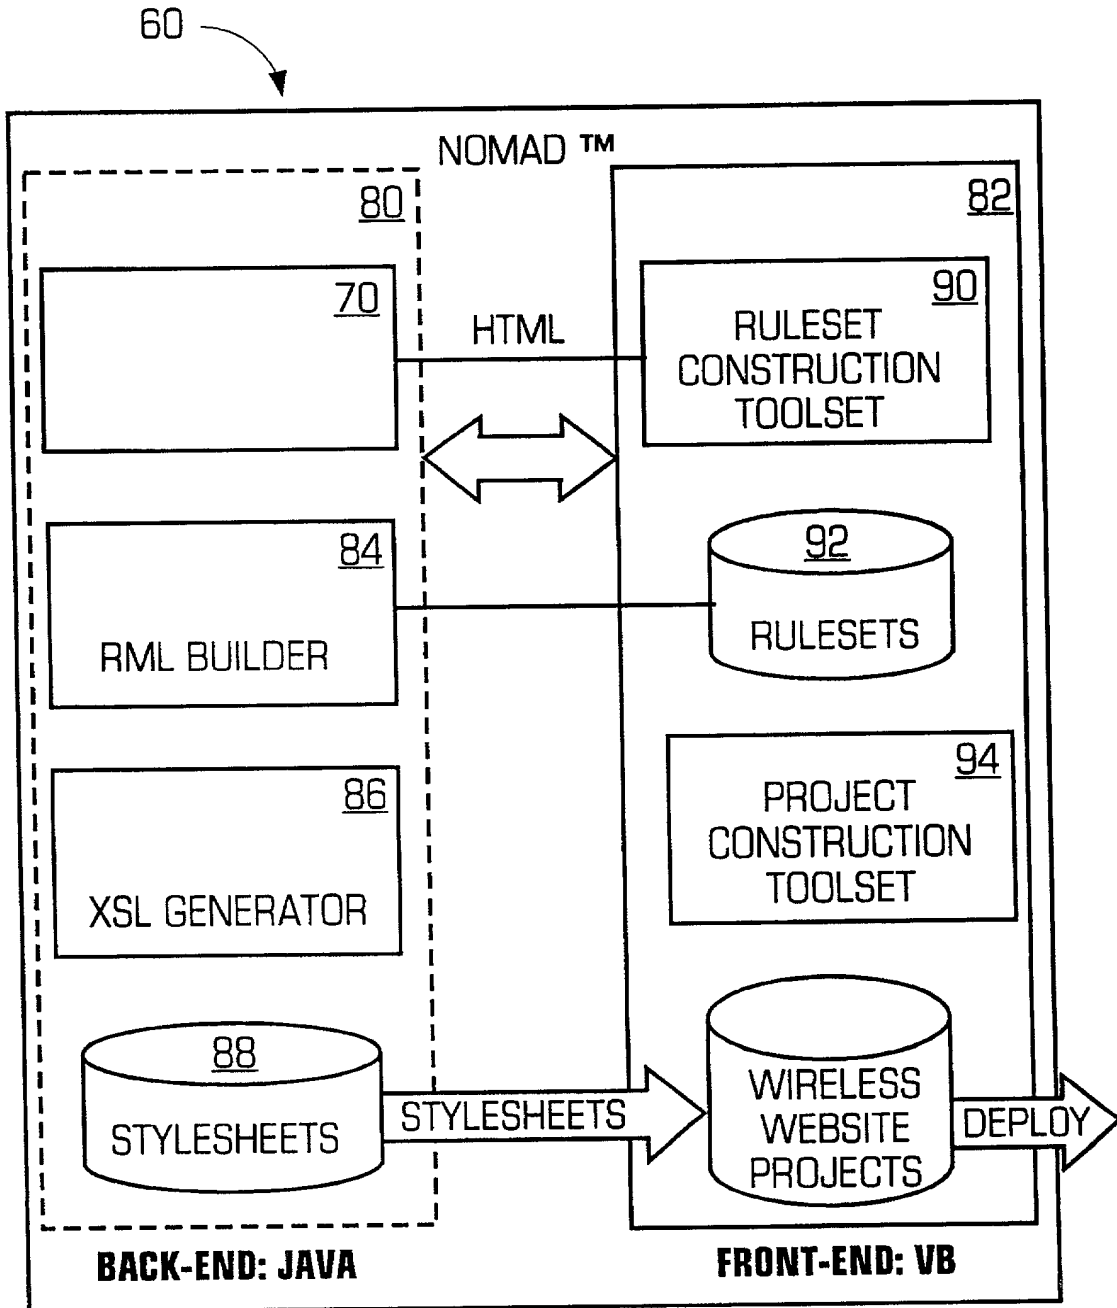 60
NOMAD ™
80
70
HTML
84
RML BUILDER
86
XSL GENERATOR
88
STYLESHEETS
STYLESHEETS
BACK-END: JAVA
82
90
RULESET
CONSTRUCTION
TOOLSET
92
RULESETS
94
PROJECT
CONSTRUCTION
TOOLSET
WIRELESS
WEBSITE
PROJECTS
DEPLOY
FRONT-END: VB